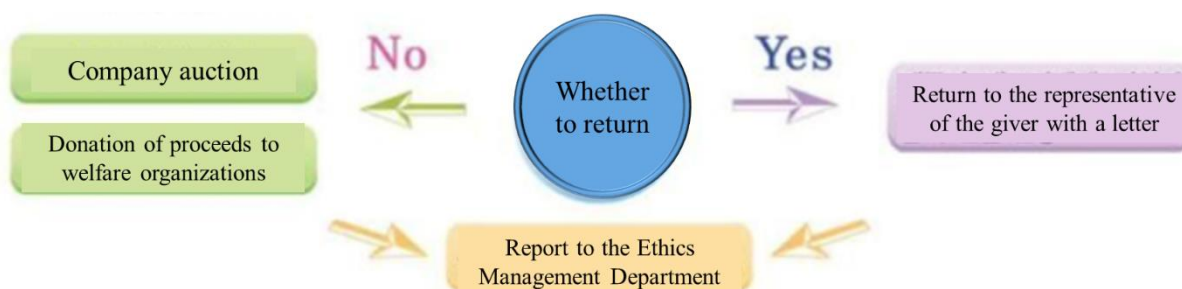 No
Yes
Company auction
Whether
to return
Return to the representative
of the giver with a letter
Donation of proceeds to
welfare organizations
Report to the Ethics
Management Department